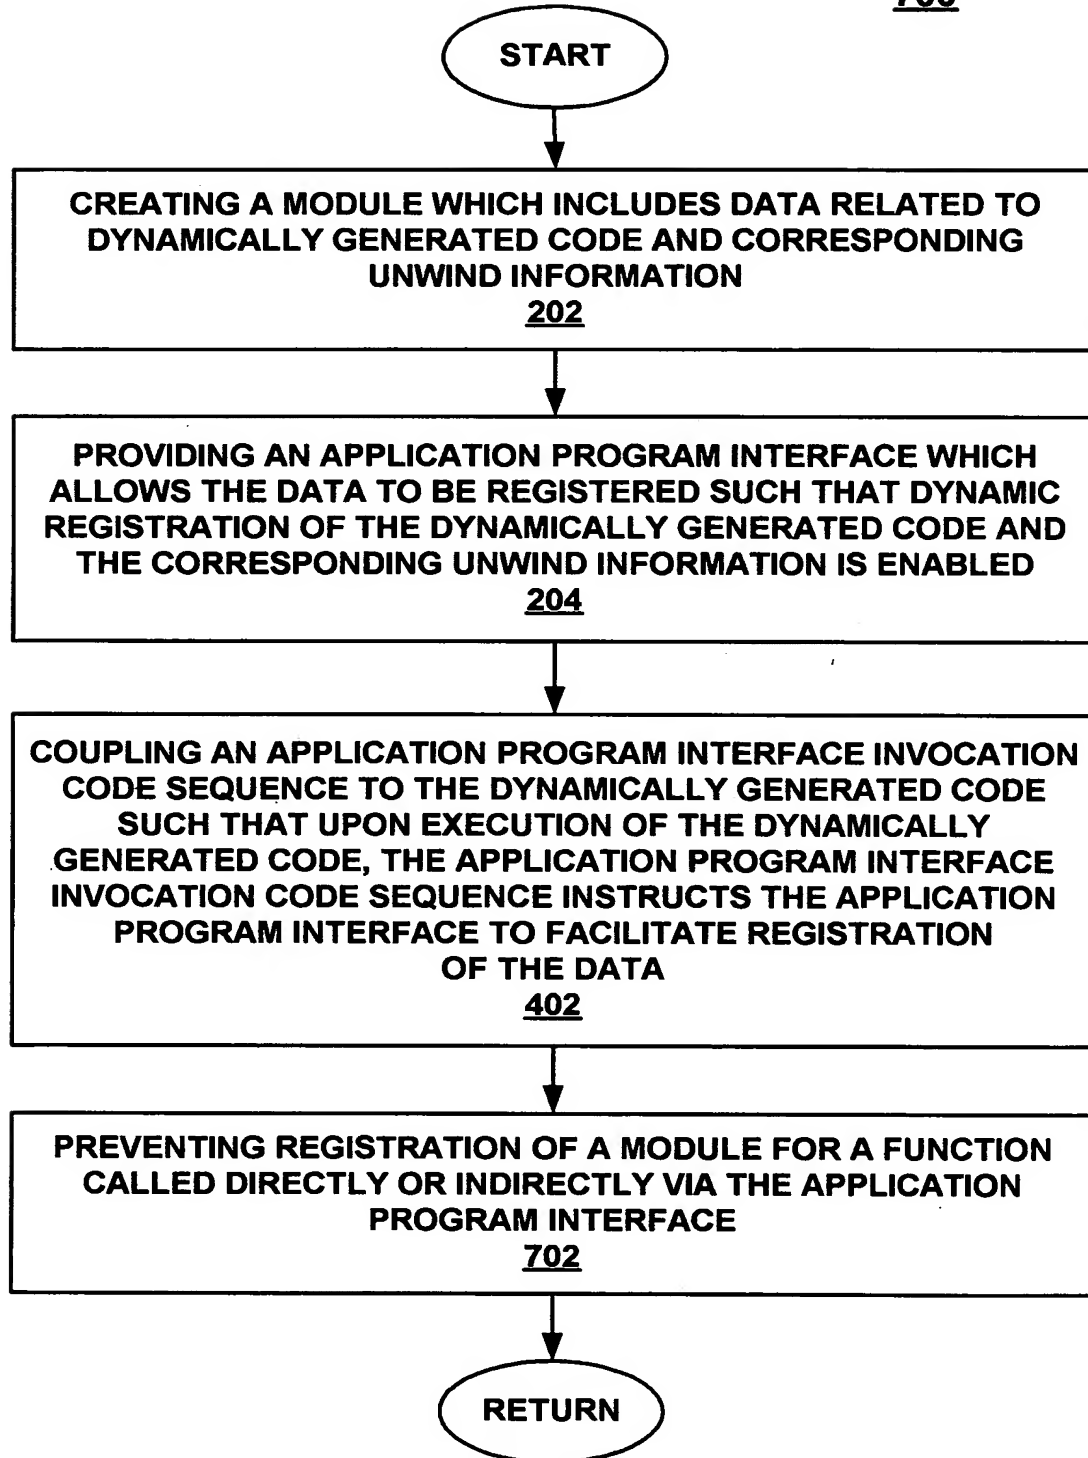 START
CREATING A MODULE WHICH INCLUDES DATA RELATED TO
DYNAMICALLY GENERATED CODE AND CORRESPONDING
UNWIND INFORMATION
202
PROVIDING AN APPLICATION PROGRAM INTERFACE WHICH
ALLOWS THE DATA TO BE REGISTERED SUCH THAT DYNAMIC
REGISTRATION OF THE DYNAMICALLY GENERATED CODE AND
THE CORRESPONDING UNWIND INFORMATION IS ENABLED
204
COUPLING AN APPLICATION PROGRAM INTERFACE INVOCATION
CODE SEQUENCE TO THE DYNAMICALLY GENERATED CODE
SUCH THAT UPON EXECUTION OF THE DYNAMICALLY
GENERATED CODE, THE APPLICATION PROGRAM INTERFACE
INVOCATION CODE SEQUENCE INSTRUCTS THE APPLICATION
PROGRAM INTERFACE TO FACILITATE REGISTRATION
OF THE DATA
402
PREVENTING REGISTRATION OF A MODULE FOR A FUNCTION
CALLED DIRECTLY OR INDIRECTLY VIA THE APPLICATION
PROGRAM INTERFACE
702
RETURN